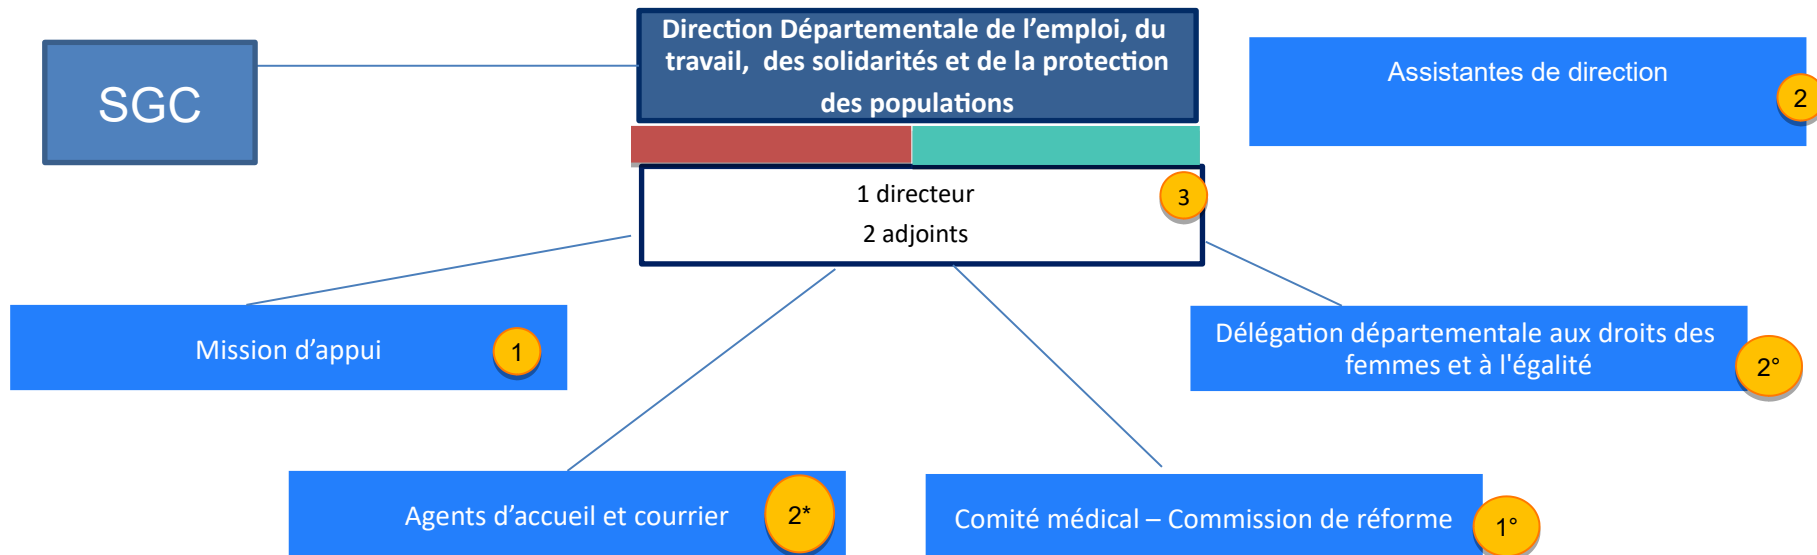 SGC
Direction Départementale de l’emploi, du
travail,  des solidarités et de la protection
des populations
Assistantes de direction
2
1 directeur
2 adjoints
3
Mission d’appui
1
Délégation départementale aux droits des
femmes et à l'égalité
2°
Agents d’accueil et courrier
2*
Comité médical – Commission de réforme
1°